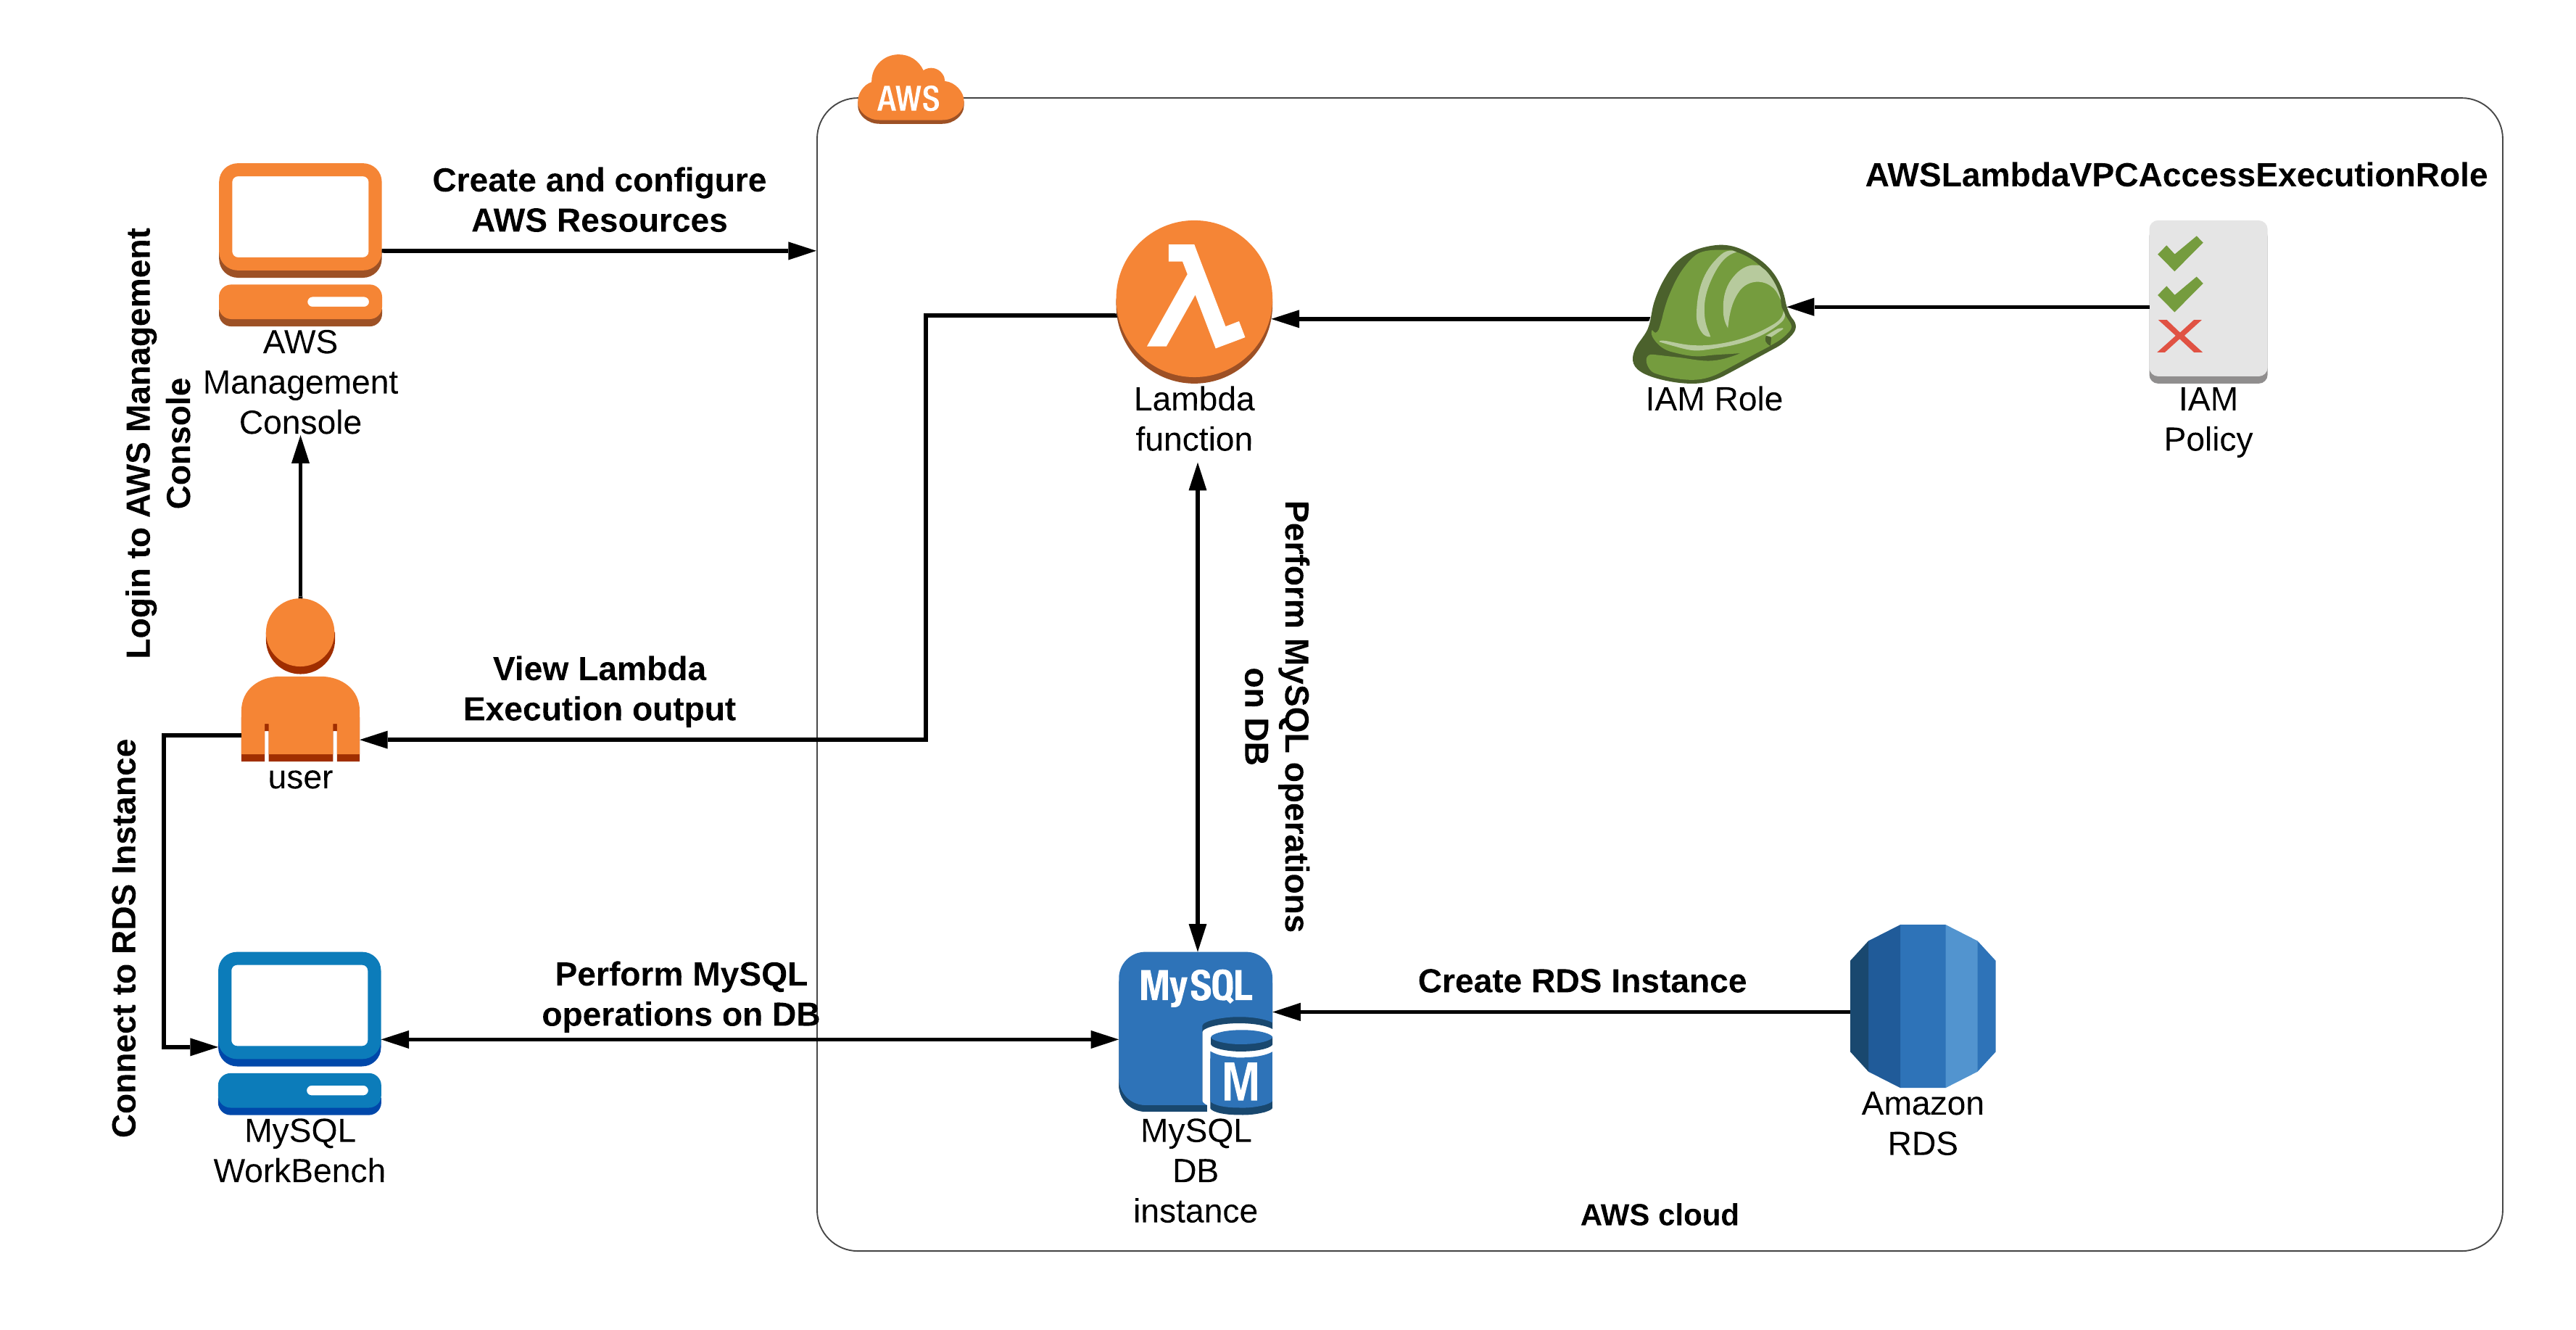 AWS
Create and configure
AWS Resources
AWSLambdaVPCAccessExecutionRole
Login to AWS Management
Console
AWS
Management
Console
Lambda
function
IAM Role
IAM
Policy
Perform MySQL operations
on DB
View Lambda
Execution output
user
Connect to RDS Instance
Perform MySQL
operations on DB
MySQL
M
Create RDS Instance
MySQL
WorkBench
MySQL
DB
instance
Amazon
RDS
AWS cloud